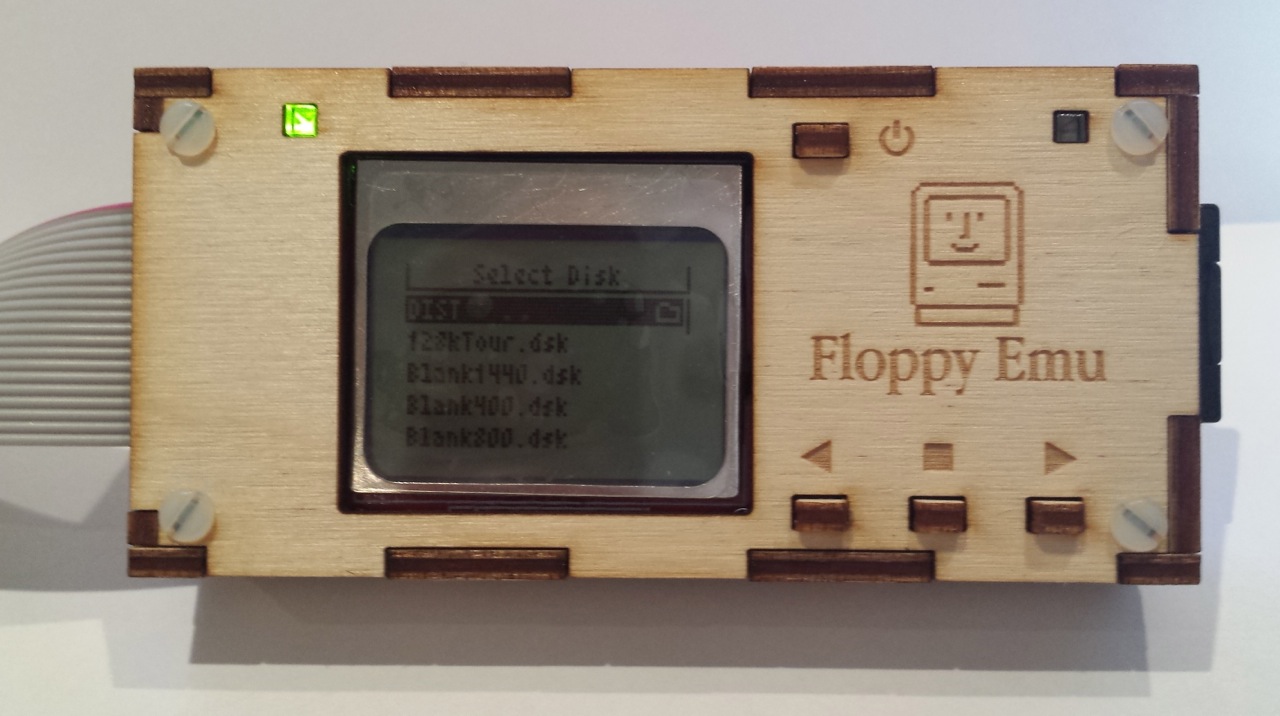 Select Disk
DIST
128kTour.dsk
Blank1440.dsk
Blank400.dsk
Blank800.dsk
Floppy Emu